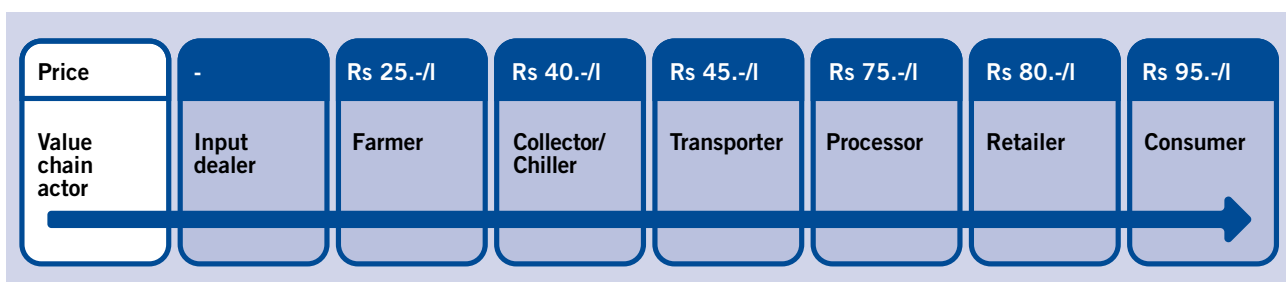 Price
-
Rs 25.-/l
Rs 40.-/l
Rs 45.-/l
Rs 75.-/l
Rs 80.-/l
Rs 95.-/l
Value
chain
actor
Input
dealer
Farmer
Collector/
Chiller
Transporter
Processor
Retailer
Consumer